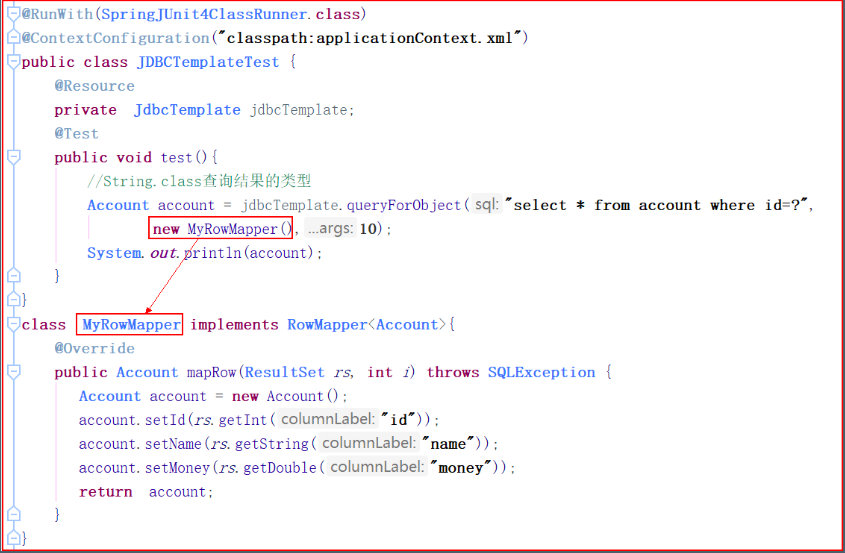 @RunWith(SpringJUnit4ClassRunner.class)
@ContextConfiguration("classpath:applicationContext.xml")
public class JDBCTemplateTest {
@Resource
private JdbcTemplate jdbcTemplate;
@Test
public void test(){
//String.class查询结果的类型
Account account = jdbcTemplate.queryForObject( sql: "select * from account where id=?",
new MyRowMapper(), ...args: 10);
System.out.println(account);
}
}
class MyRowMapper implements RowMapper<Account>{
@Override
public Account mapRow(ResultSet rs, int i) throws SQLException {
Account account = new Account();
account.setId(rs.getInt( columnLabel: "id"));
account.setName(rs.getString( columnLabel: "name"));
account.setMoney(rs.getDouble( columnLabel: "money"));
return account;
}
}